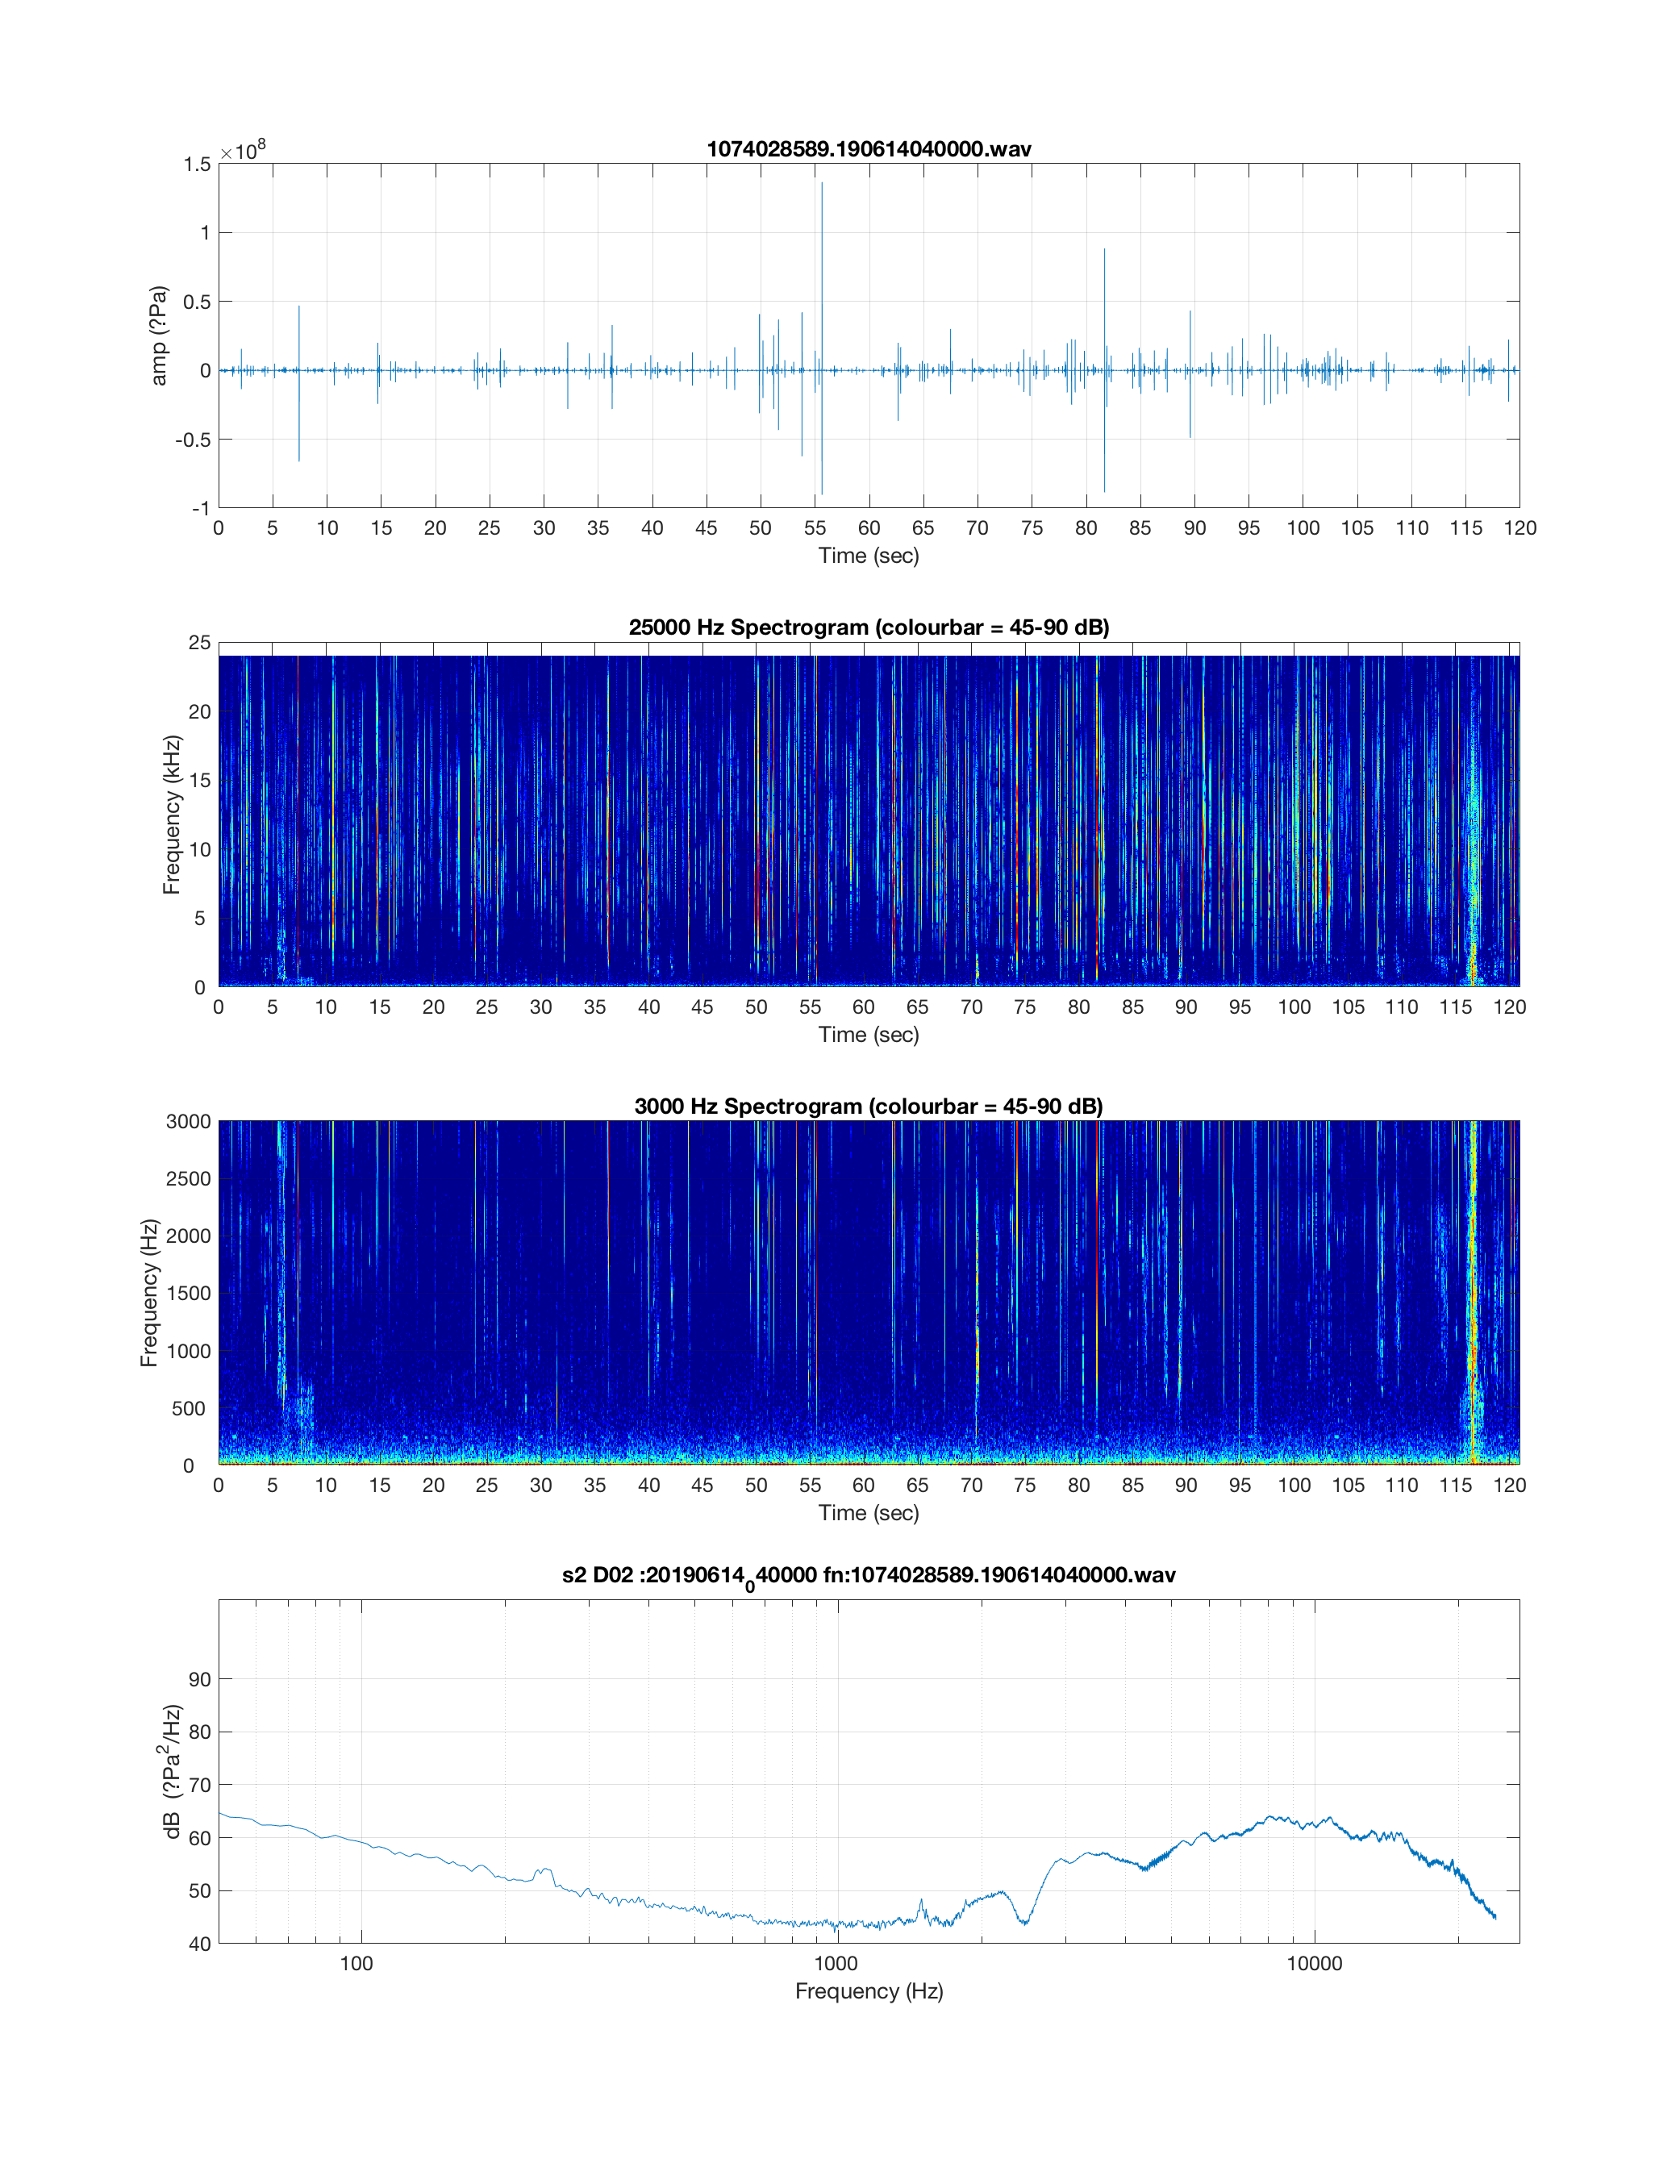 1074028589.190614040000.wav
×10^8
1.5
1
0.5
0
-0.5
-1
amp (?Pa)
0 5 10 15 20 25 30 35 40 45 50 55 60 65 70 75 80 85 90 95 100 105 110 115 120
Time (sec)
25000 Hz Spectrogram (colourbar = 45-90 dB)
25
20
15
10
5
0
Frequency (kHz)
0 5 10 15 20 25 30 35 40 45 50 55 60 65 70 75 80 85 90 95 100 105 110 115 120
Time (sec)
3000 Hz Spectrogram (colourbar = 45-90 dB)
3000
2500
2000
1500
1000
500
0
Frequency (Hz)
0 5 10 15 20 25 30 35 40 45 50 55 60 65 70 75 80 85 90 95 100 105 110 115 120
Time (sec)
s2 D02 :20190614_040000 fn:1074028589.190614040000.wav
90
80
70
60
50
40
dB (?Pa²/Hz)
100 1000 10000
Frequency (Hz)